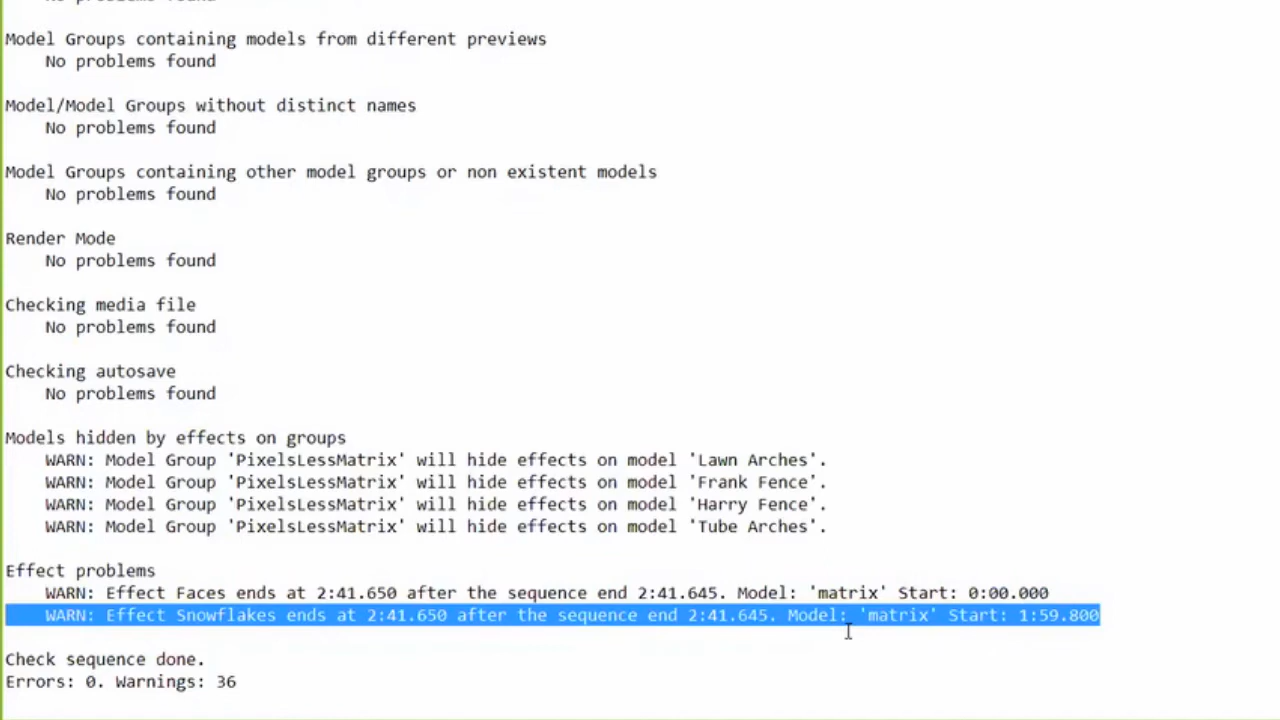 No problems found
Model Groups containing models from different previews
No problems found
Model/Model Groups without distinct names
No problems found
Model Groups containing other model groups or non existent models
No problems found
Render Mode
No problems found
Checking media file
No problems found
Checking autosave
No problems found
Models hidden by effects on groups
WARN: Model Group 'PixelsLessMatrix' will hide effects on model 'Lawn Arches'.
WARN: Model Group 'PixelsLessMatrix' will hide effects on model 'Frank Fence'.
WARN: Model Group 'PixelsLessMatrix' will hide effects on model 'Harry Fence'.
WARN: Model Group 'PixelsLessMatrix' will hide effects on model 'Tube Arches'.
Effect problems
WARN: Effect Faces ends at 2:41.650 after the sequence end 2:41.645. Model: 'matrix' Start: 0:00.000
WARN: Effect Snowflakes ends at 2:41.650 after the sequence end 2:41.645. Model: 'matrix' Start: 1:59.800
Check sequence done.
Errors: 0. Warnings: 36